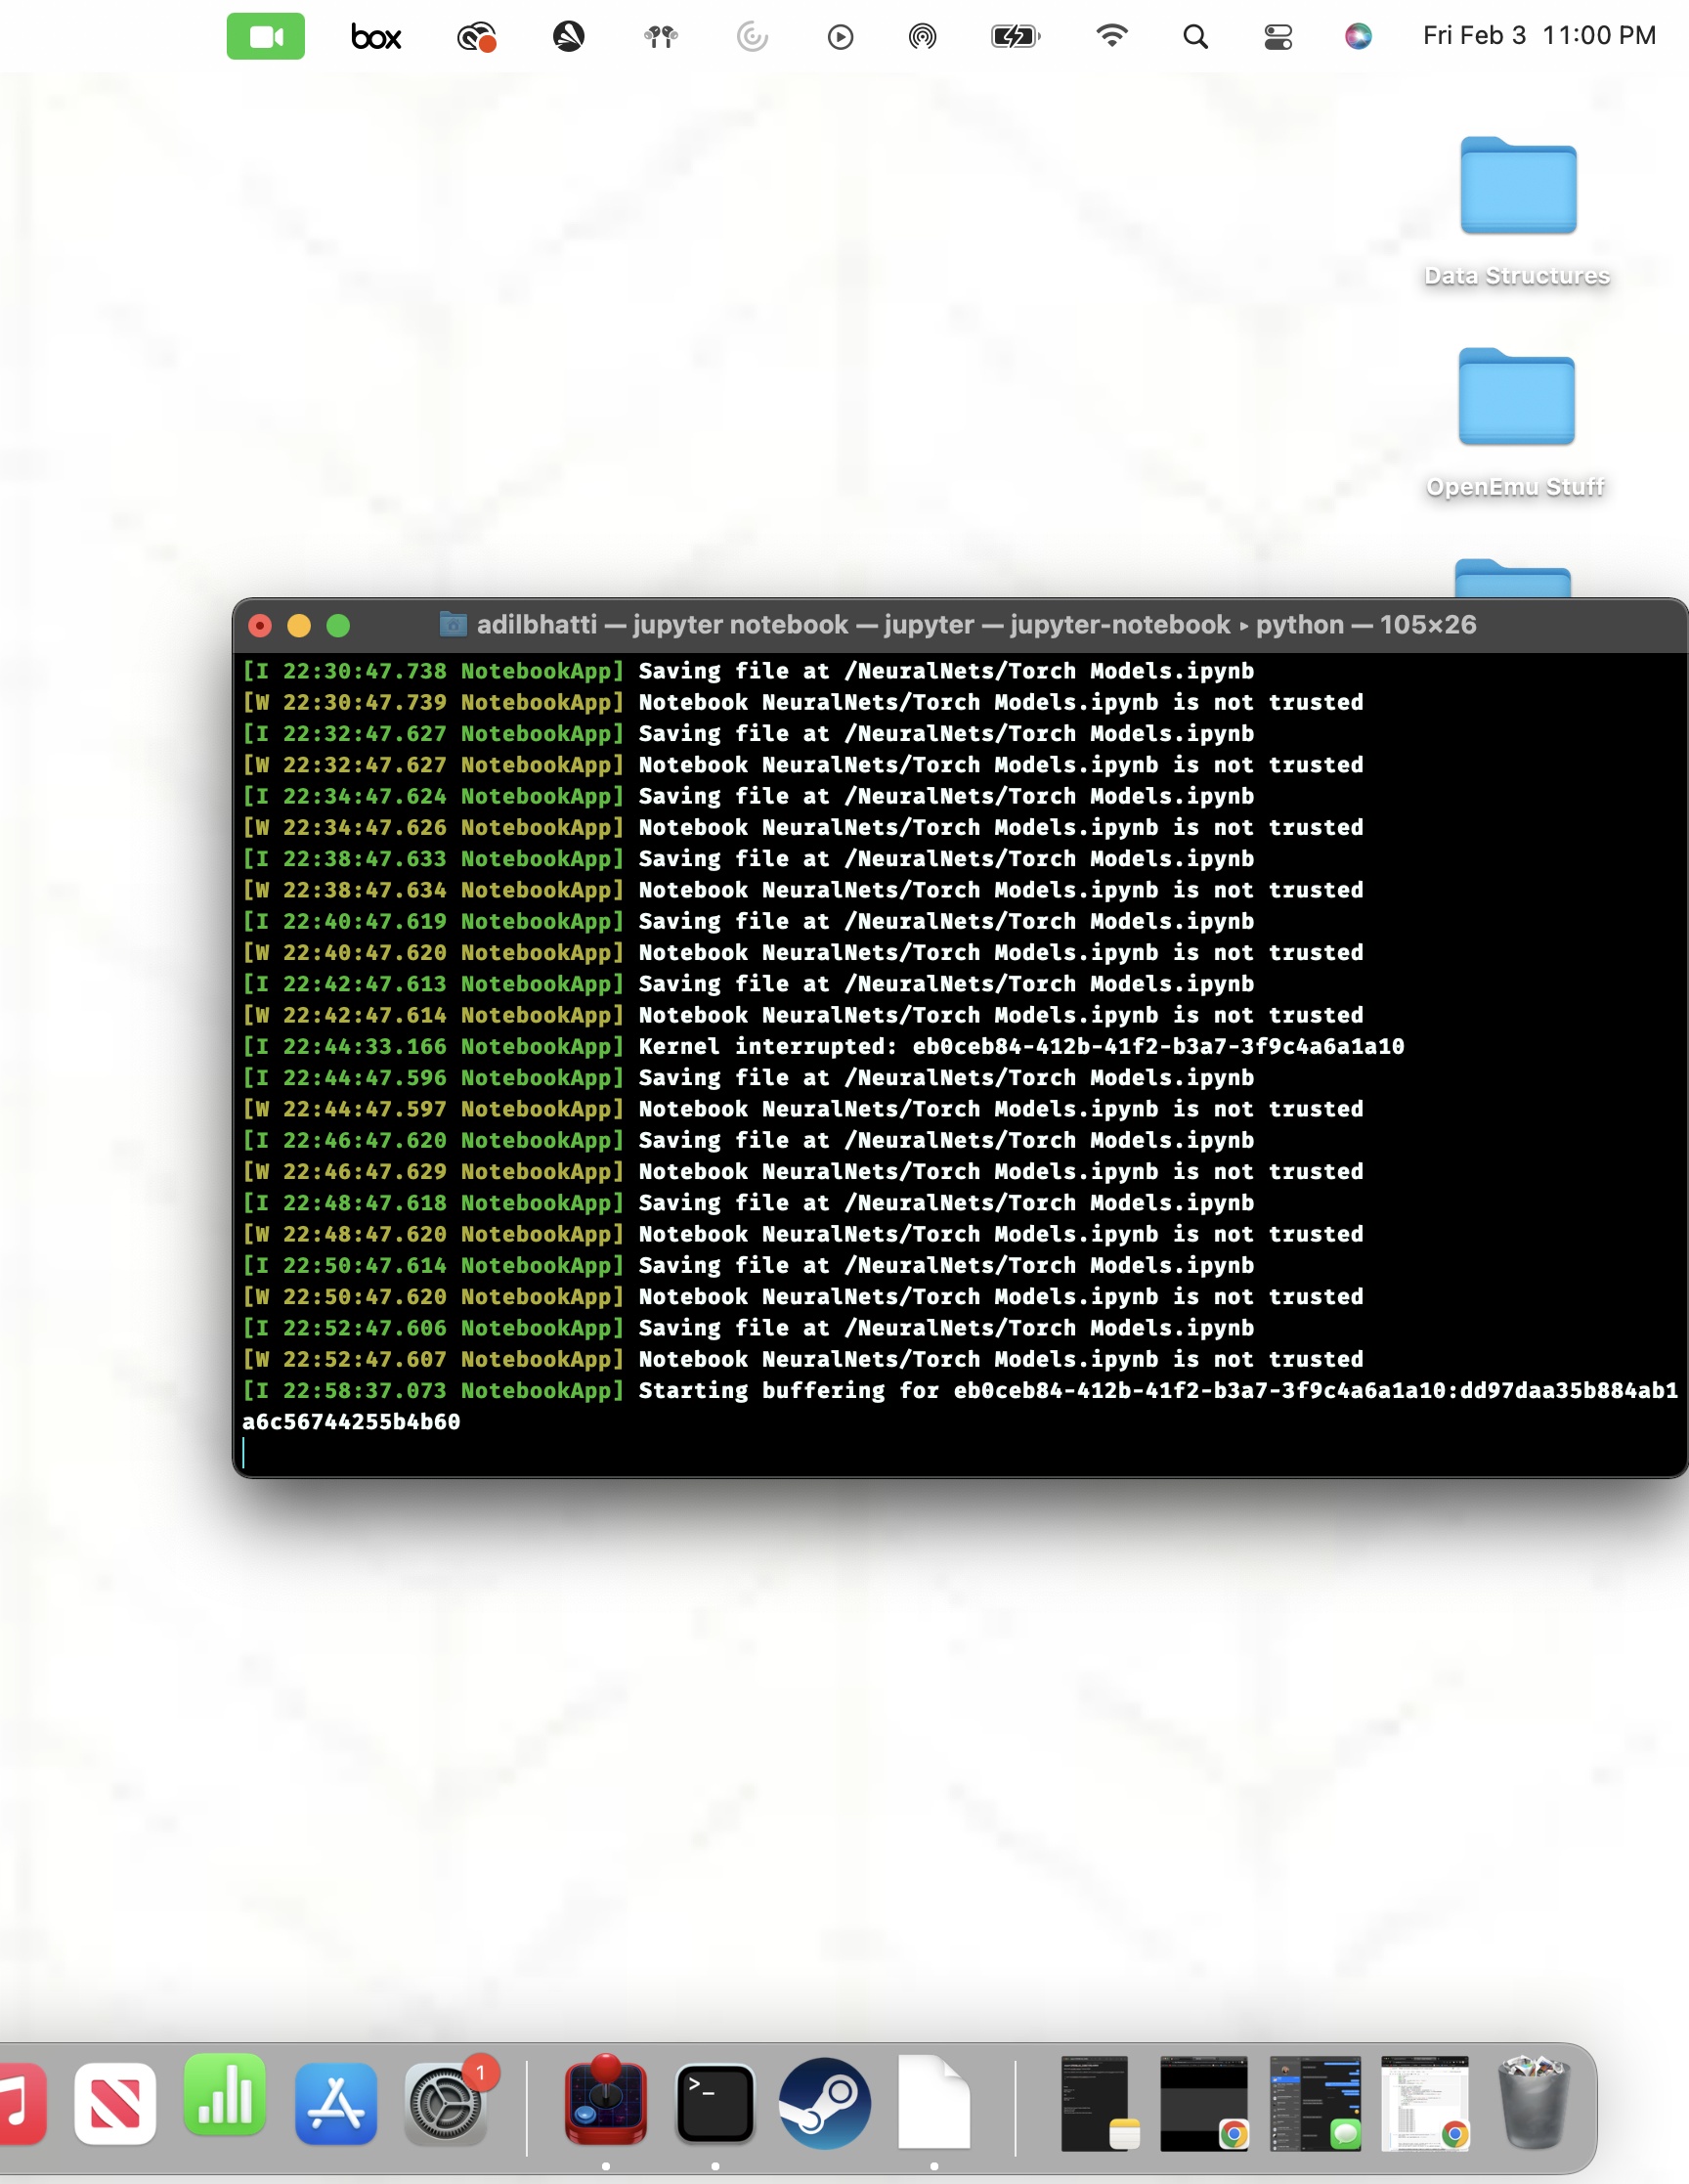 box
Fri Feb 3 11:00 PM
Data Structures
OpenEmu Stuff
adilbhatti — jupyter notebook — jupyter — jupyter-notebook ▸ python — 105×26
[I 22:30:47.738 NotebookApp] Saving file at /NeuralNets/Torch Models.ipynb
[W 22:30:47.739 NotebookApp] Notebook NeuralNets/Torch Models.ipynb is not trusted
[I 22:32:47.627 NotebookApp] Saving file at /NeuralNets/Torch Models.ipynb
[W 22:32:47.627 NotebookApp] Notebook NeuralNets/Torch Models.ipynb is not trusted
[I 22:34:47.624 NotebookApp] Saving file at /NeuralNets/Torch Models.ipynb
[W 22:34:47.626 NotebookApp] Notebook NeuralNets/Torch Models.ipynb is not trusted
[I 22:38:47.633 NotebookApp] Saving file at /NeuralNets/Torch Models.ipynb
[W 22:38:47.634 NotebookApp] Notebook NeuralNets/Torch Models.ipynb is not trusted
[I 22:40:47.619 NotebookApp] Saving file at /NeuralNets/Torch Models.ipynb
[W 22:40:47.620 NotebookApp] Notebook NeuralNets/Torch Models.ipynb is not trusted
[I 22:42:47.613 NotebookApp] Saving file at /NeuralNets/Torch Models.ipynb
[W 22:42:47.614 NotebookApp] Notebook NeuralNets/Torch Models.ipynb is not trusted
[I 22:44:33.166 NotebookApp] Kernel interrupted: eb0ceb84-412b-41f2-b3a7-3f9c4a6a1a10
[I 22:44:47.596 NotebookApp] Saving file at /NeuralNets/Torch Models.ipynb
[W 22:44:47.597 NotebookApp] Notebook NeuralNets/Torch Models.ipynb is not trusted
[I 22:46:47.620 NotebookApp] Saving file at /NeuralNets/Torch Models.ipynb
[W 22:46:47.629 NotebookApp] Notebook NeuralNets/Torch Models.ipynb is not trusted
[I 22:48:47.618 NotebookApp] Saving file at /NeuralNets/Torch Models.ipynb
[W 22:48:47.620 NotebookApp] Notebook NeuralNets/Torch Models.ipynb is not trusted
[I 22:50:47.614 NotebookApp] Saving file at /NeuralNets/Torch Models.ipynb
[W 22:50:47.620 NotebookApp] Notebook NeuralNets/Torch Models.ipynb is not trusted
[I 22:52:47.606 NotebookApp] Saving file at /NeuralNets/Torch Models.ipynb
[W 22:52:47.607 NotebookApp] Notebook NeuralNets/Torch Models.ipynb is not trusted
[I 22:58:37.073 NotebookApp] Starting buffering for eb0ceb84-412b-41f2-b3a7-3f9c4a6a1a10:dd97daa35b884ab1
a6c56744255b4b60
1
>_